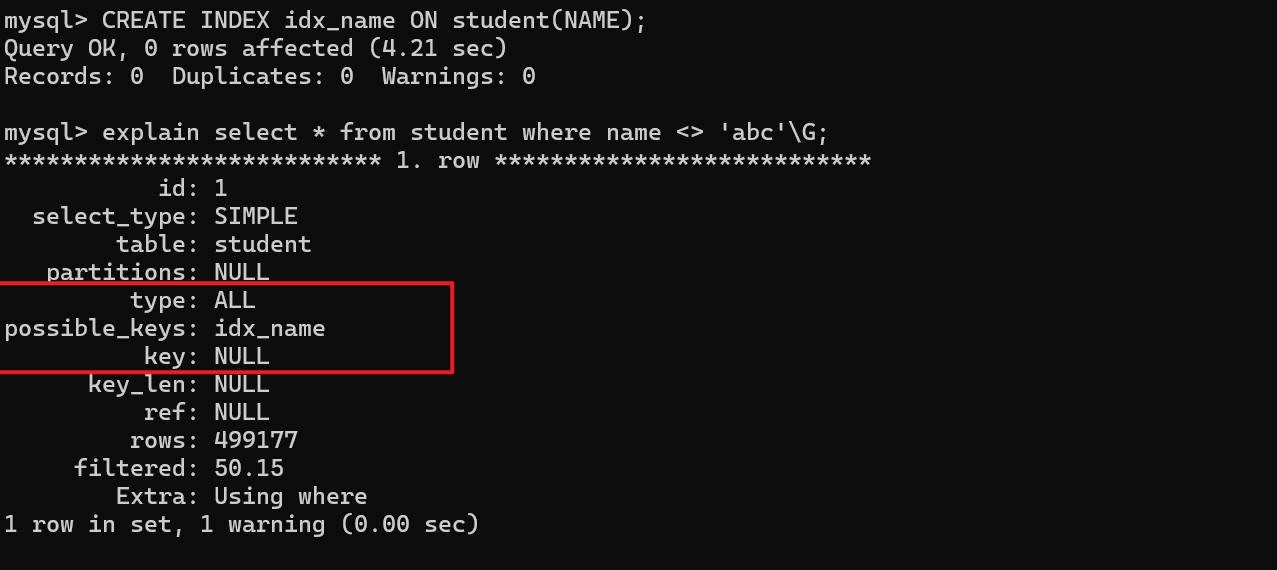 mysql> CREATE INDEX idx_name ON student(NAME);
Query OK, 0 rows affected (4.21 sec)
Records: 0  Duplicates: 0  Warnings: 0
mysql> explain select * from student where name <> 'abc'\G;
*************************** 1. row ***************************
           id: 1
  select_type: SIMPLE
        table: student
   partitions: NULL
         type: ALL
possible_keys: idx_name
          key: NULL
      key_len: NULL
          ref: NULL
         rows: 499177
     filtered: 50.15
        Extra: Using where
1 row in set, 1 warning (0.00 sec)